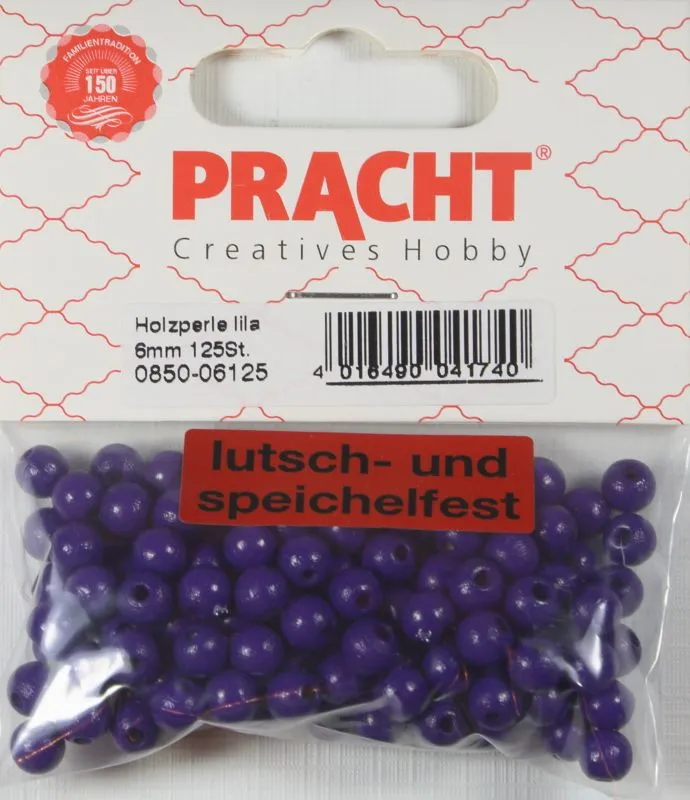 FAMILIENTRADITION
SEIT ÜBER
150
JAHREN
PRACHT®
Creatives Hobby
Holzperle lila
6mm 125St.
0850-06125
4 016490 041740
lutsch- und
speichelfest